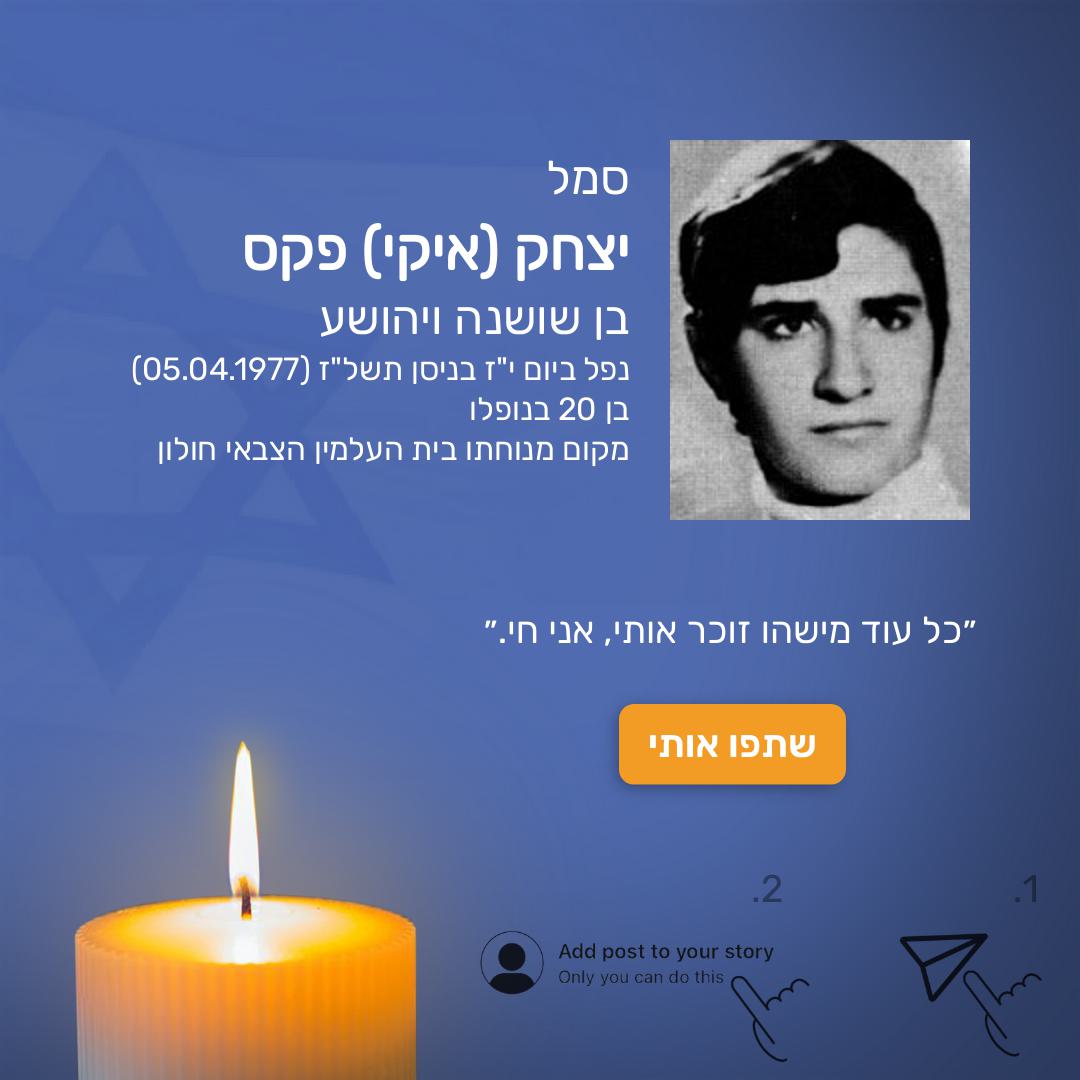 סמל
יצחק (איקי) פקס
בן שושנה ויהושע
נפל ביום י"ז בניסן תשל"ז (05.04.1977)
בן 20 בנופלו
מקום מנוחתו בית העלמין הצבאי חולון
״כל עוד מישהו זוכר אותי, אני חי.״
שתפו אותי
.1
.2
Add post to your story
Only you can do this